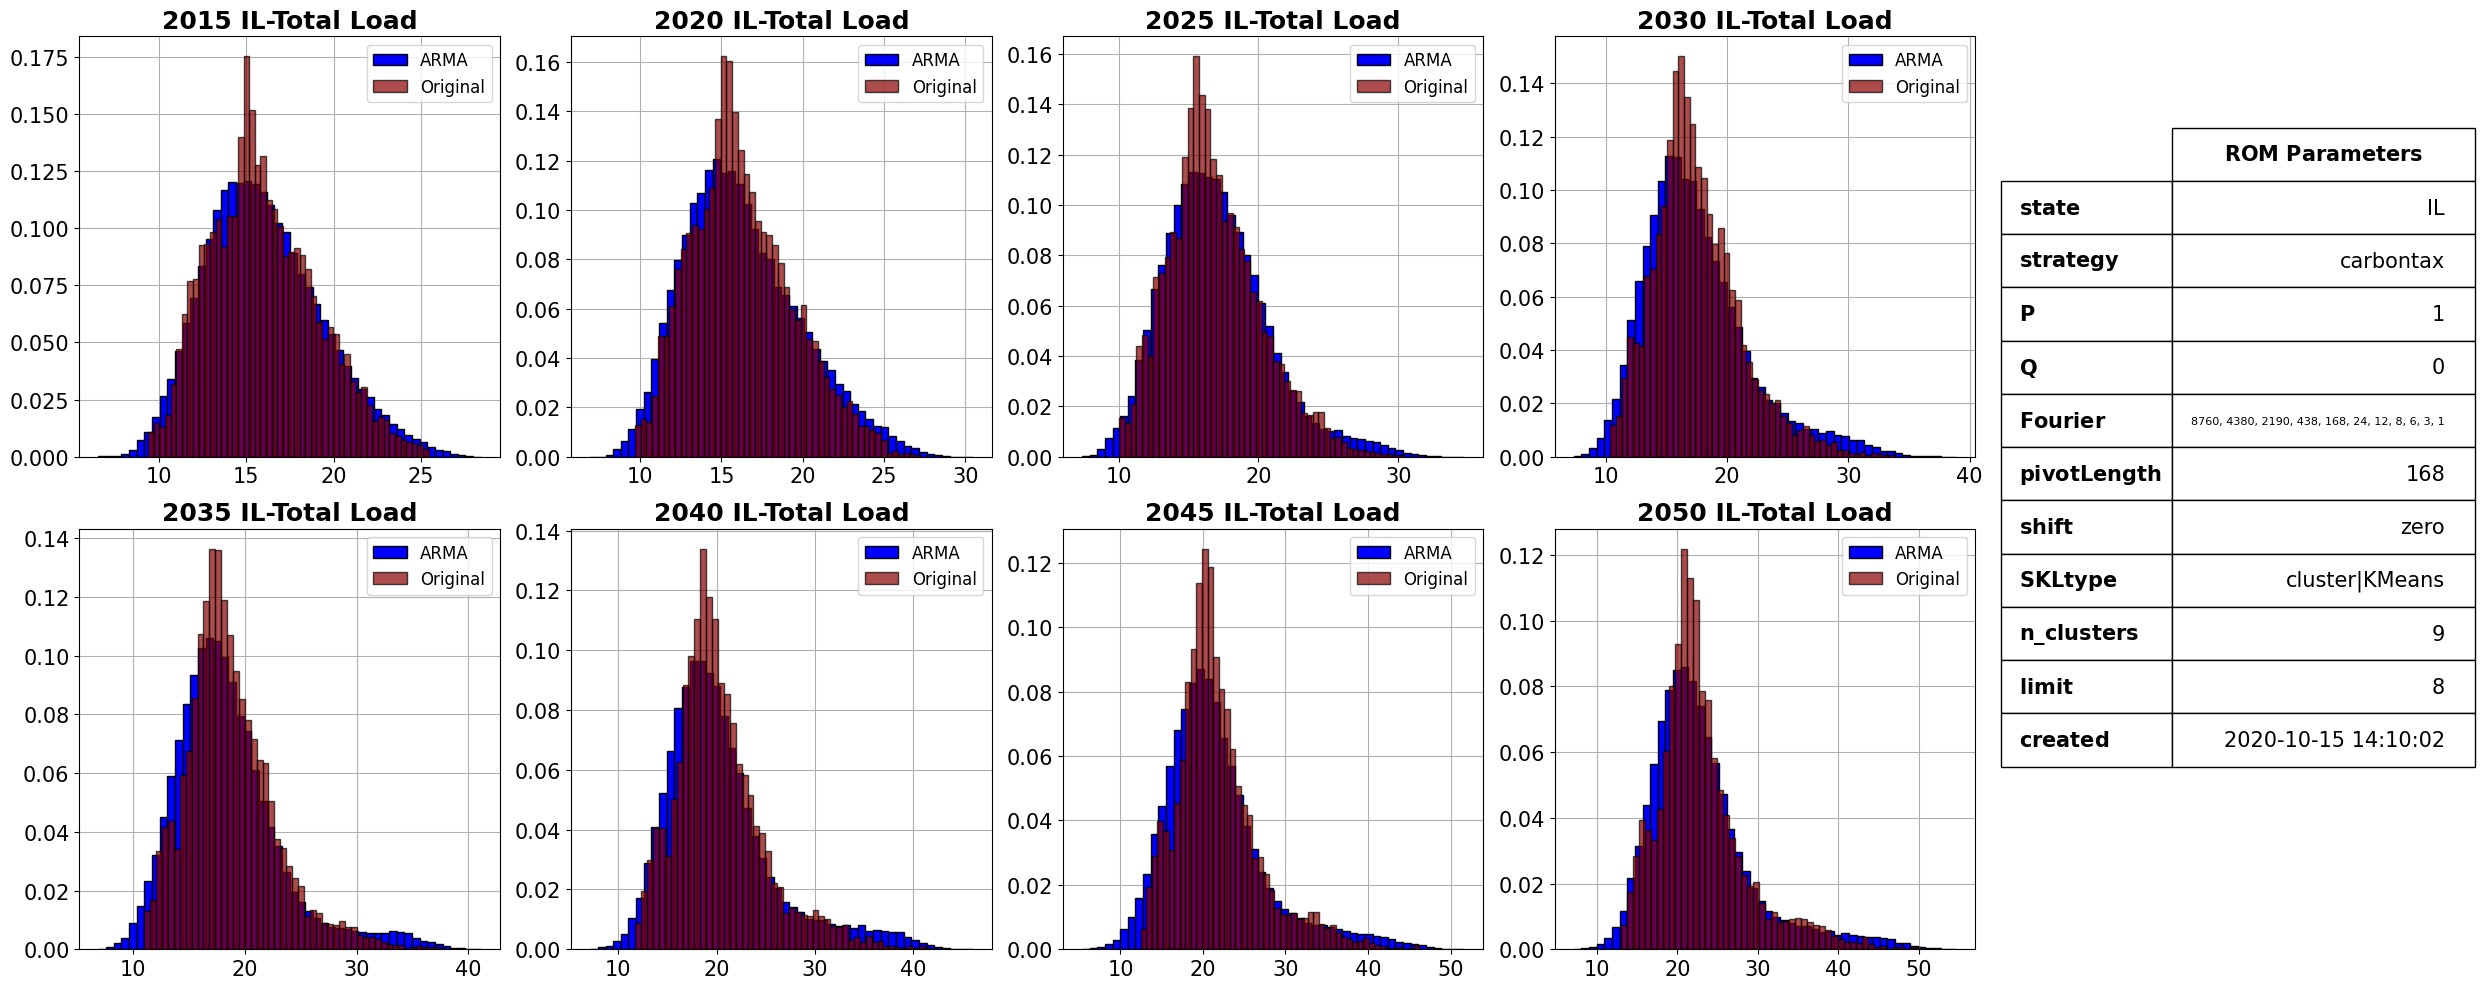 2015 IL-Total Load
0.175
0.150
0.125
0.100
0.075
0.050
0.025
0.000
10 15 20 25
ARMA
Original
2020 IL-Total Load
0.16
0.14
0.12
0.10
0.08
0.06
0.04
0.02
0.00
10 15 20 25 30
ARMA
Original
2025 IL-Total Load
0.16
0.14
0.12
0.10
0.08
0.06
0.04
0.02
0.00
10 20 30
ARMA
Original
2030 IL-Total Load
0.14
0.12
0.10
0.08
0.06
0.04
0.02
0.00
10 20 30 40
ARMA
Original
2035 IL-Total Load
0.14
0.12
0.10
0.08
0.06
0.04
0.02
0.00
10 20 30 40
ARMA
Original
2040 IL-Total Load
0.14
0.12
0.10
0.08
0.06
0.04
0.02
0.00
10 20 30 40
ARMA
Original
2045 IL-Total Load
0.12
0.10
0.08
0.06
0.04
0.02
0.00
10 20 30 40 50
ARMA
Original
2050 IL-Total Load
0.12
0.10
0.08
0.06
0.04
0.02
0.00
10 20 30 40 50
ARMA
Original
ROM Parameters
state IL
strategy carbontax
P 1
Q 0
Fourier 8760, 4380, 2190, 438, 168, 24, 12, 8, 6, 3, 1
pivotLength 168
shift zero
SKLtype cluster|KMeans
n_clusters 9
limit 8
created 2020-10-15 14:10:02